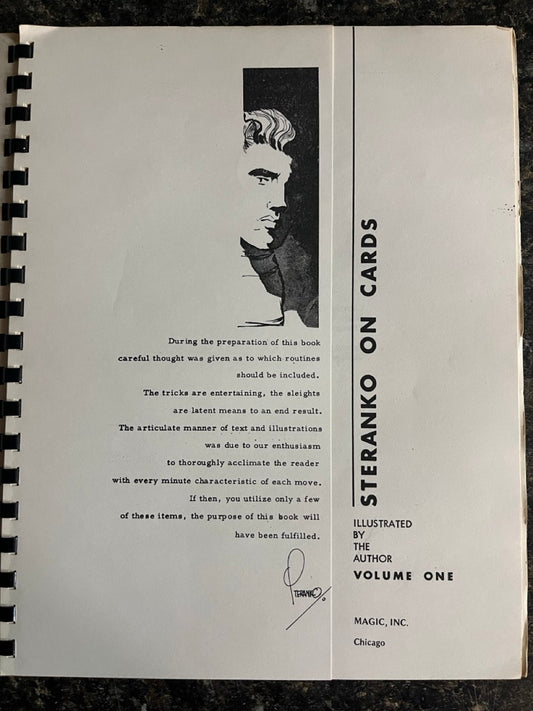 During the preparation of this book
careful thought was given as to which routines
should be included.
The tricks are entertaining, the sleights
are latent means to an end result.
The articulate manner of text and illustrations
was due to our enthusiasm
to thoroughly acclimate the reader
with every minute characteristic of each move.
If then, you utilize only a few
of these items, the purpose of this book will
have been fulfilled.
STERANKO
STERANKO ON CARDS
ILLUSTRATED
BY
THE
AUTHOR
VOLUME ONE
MAGIC, INC.
Chicago